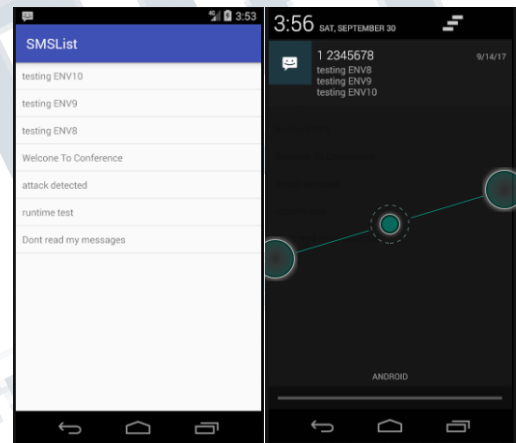 3:53
SMSList
testing ENV10
testing ENV9
testing ENV8
Welcone To Conference
attack detected
runtime test
Dont read my messages
3:56 SAT, SEPTEMBER 30
1 2345678 9/14/17
testing ENV8
testing ENV9
testing ENV10
ANDROID